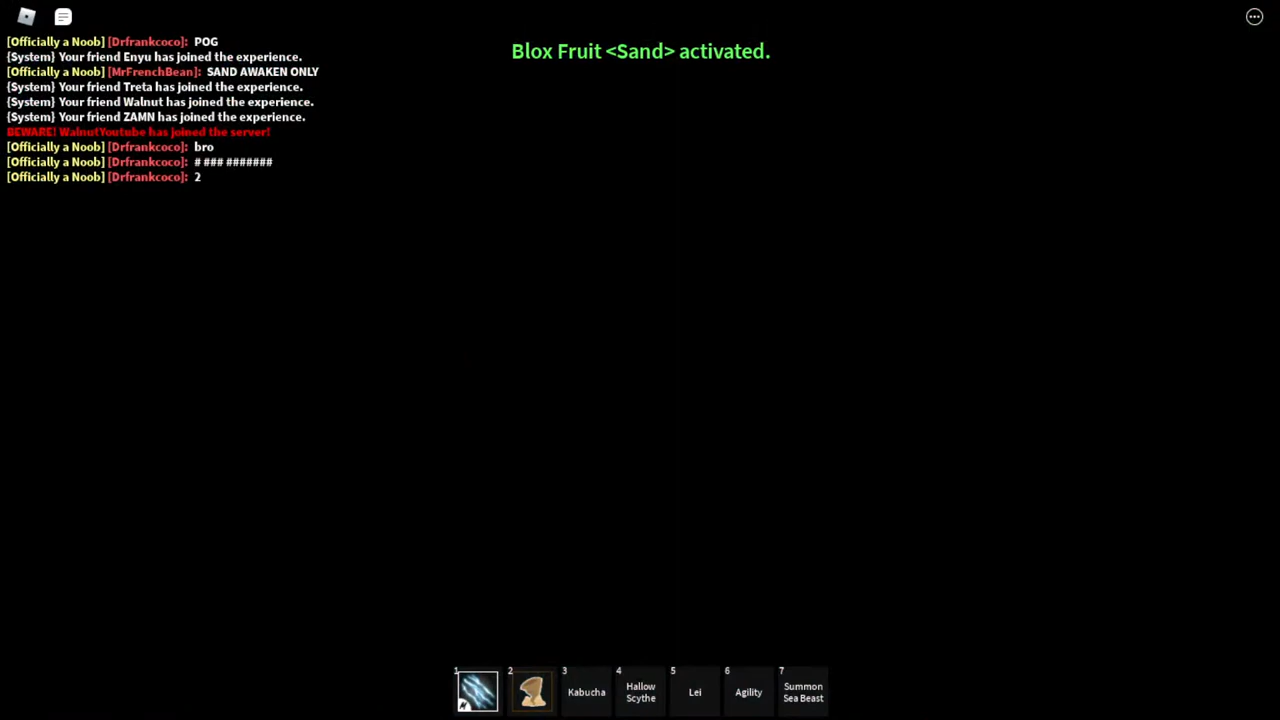 [Officially a Noob] [Drfrankcoco]: POG
{System} Your friend Enyu has joined the experience.
[Officially a Noob] [MrFrenchBean]: SAND AWAKEN ONLY
{System} Your friend Treta has joined the experience.
{System} Your friend Walnut has joined the experience.
{System} Your friend ZAMN has joined the experience.
BEWARE! WalnutYoutube has joined the server!
[Officially a Noob] [Drfrankcoco]: bro
[Officially a Noob] [Drfrankcoco]: # ### #######
[Officially a Noob] [Drfrankcoco]: 2
Blox Fruit <Sand> activated.
1
2
3 Kabucha
4 Hallow Scythe
5 Lei
6 Agility
7 Summon Sea Beast